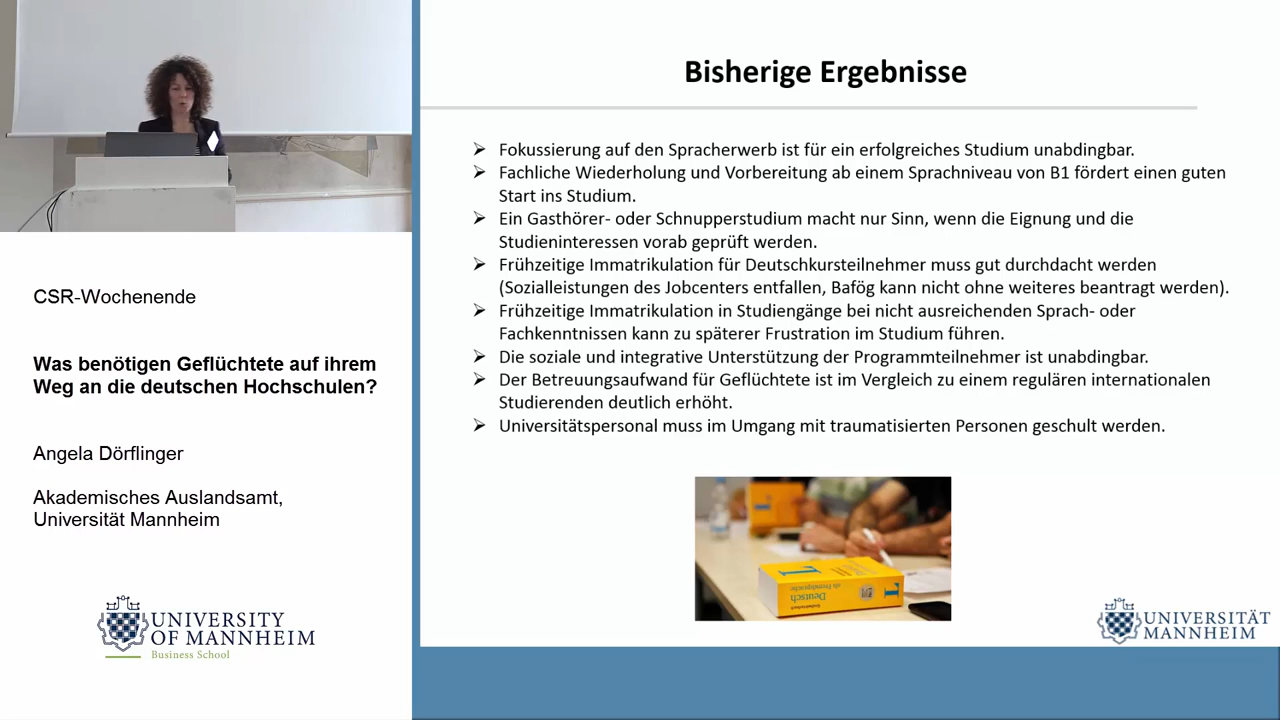 CSR-Wochenende
Was benötigen Geflüchtete auf ihrem
Weg an die deutschen Hochschulen?
Angela Dörflinger
Akademisches Auslandsamt,
Universität Mannheim
UNIVERSITY
OF MANNHEIM
Business School
Bisherige Ergebnisse
Fokussierung auf den Spracherwerb ist für ein erfolgreiches Studium unabdingbar.
Fachliche Wiederholung und Vorbereitung ab einem Sprachniveau von B1 fördert einen guten
Start ins Studium.
Ein Gasthörer- oder Schnupperstudium macht nur Sinn, wenn die Eignung und die
Studieninteressen vorab geprüft werden.
Frühzeitige Immatrikulation für Deutschkursteilnehmer muss gut durchdacht werden
(Sozialleistungen des Jobcenters entfallen, Bafög kann nicht ohne weiteres beantragt werden).
Frühzeitige Immatrikulation in Studiengänge bei nicht ausreichenden Sprach- oder
Fachkenntnissen kann zu späterer Frustration im Studium führen.
Die soziale und integrative Unterstützung der Programmteilnehmer ist unabdingbar.
Der Betreuungsaufwand für Geflüchtete ist im Vergleich zu einem regulären internationalen
Studierenden deutlich erhöht.
Universitätspersonal muss im Umgang mit traumatisierten Personen geschult werden.
Deutsch
als Fremdsprache
UNIVERSITÄT
MANNHEIM